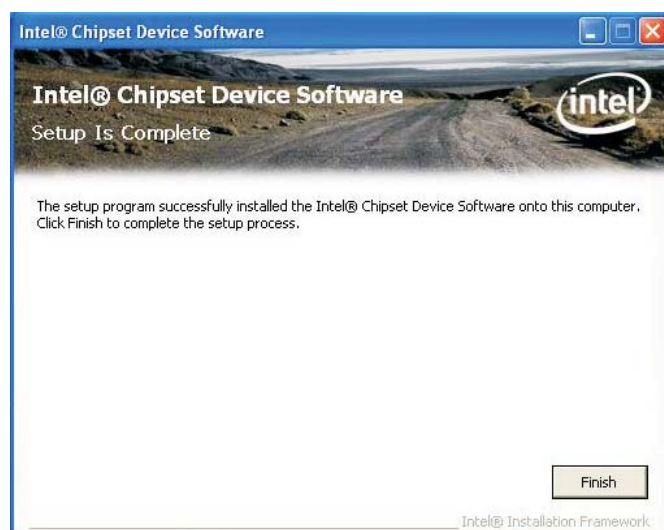 Intel® Chipset Device Software
Intel® Chipset Device Software
intel
Setup Is Complete
The setup program successfully installed the Intel® Chipset Device Software onto this computer.
Click Finish to complete the setup process.
Finish
Intel® Installation Framework